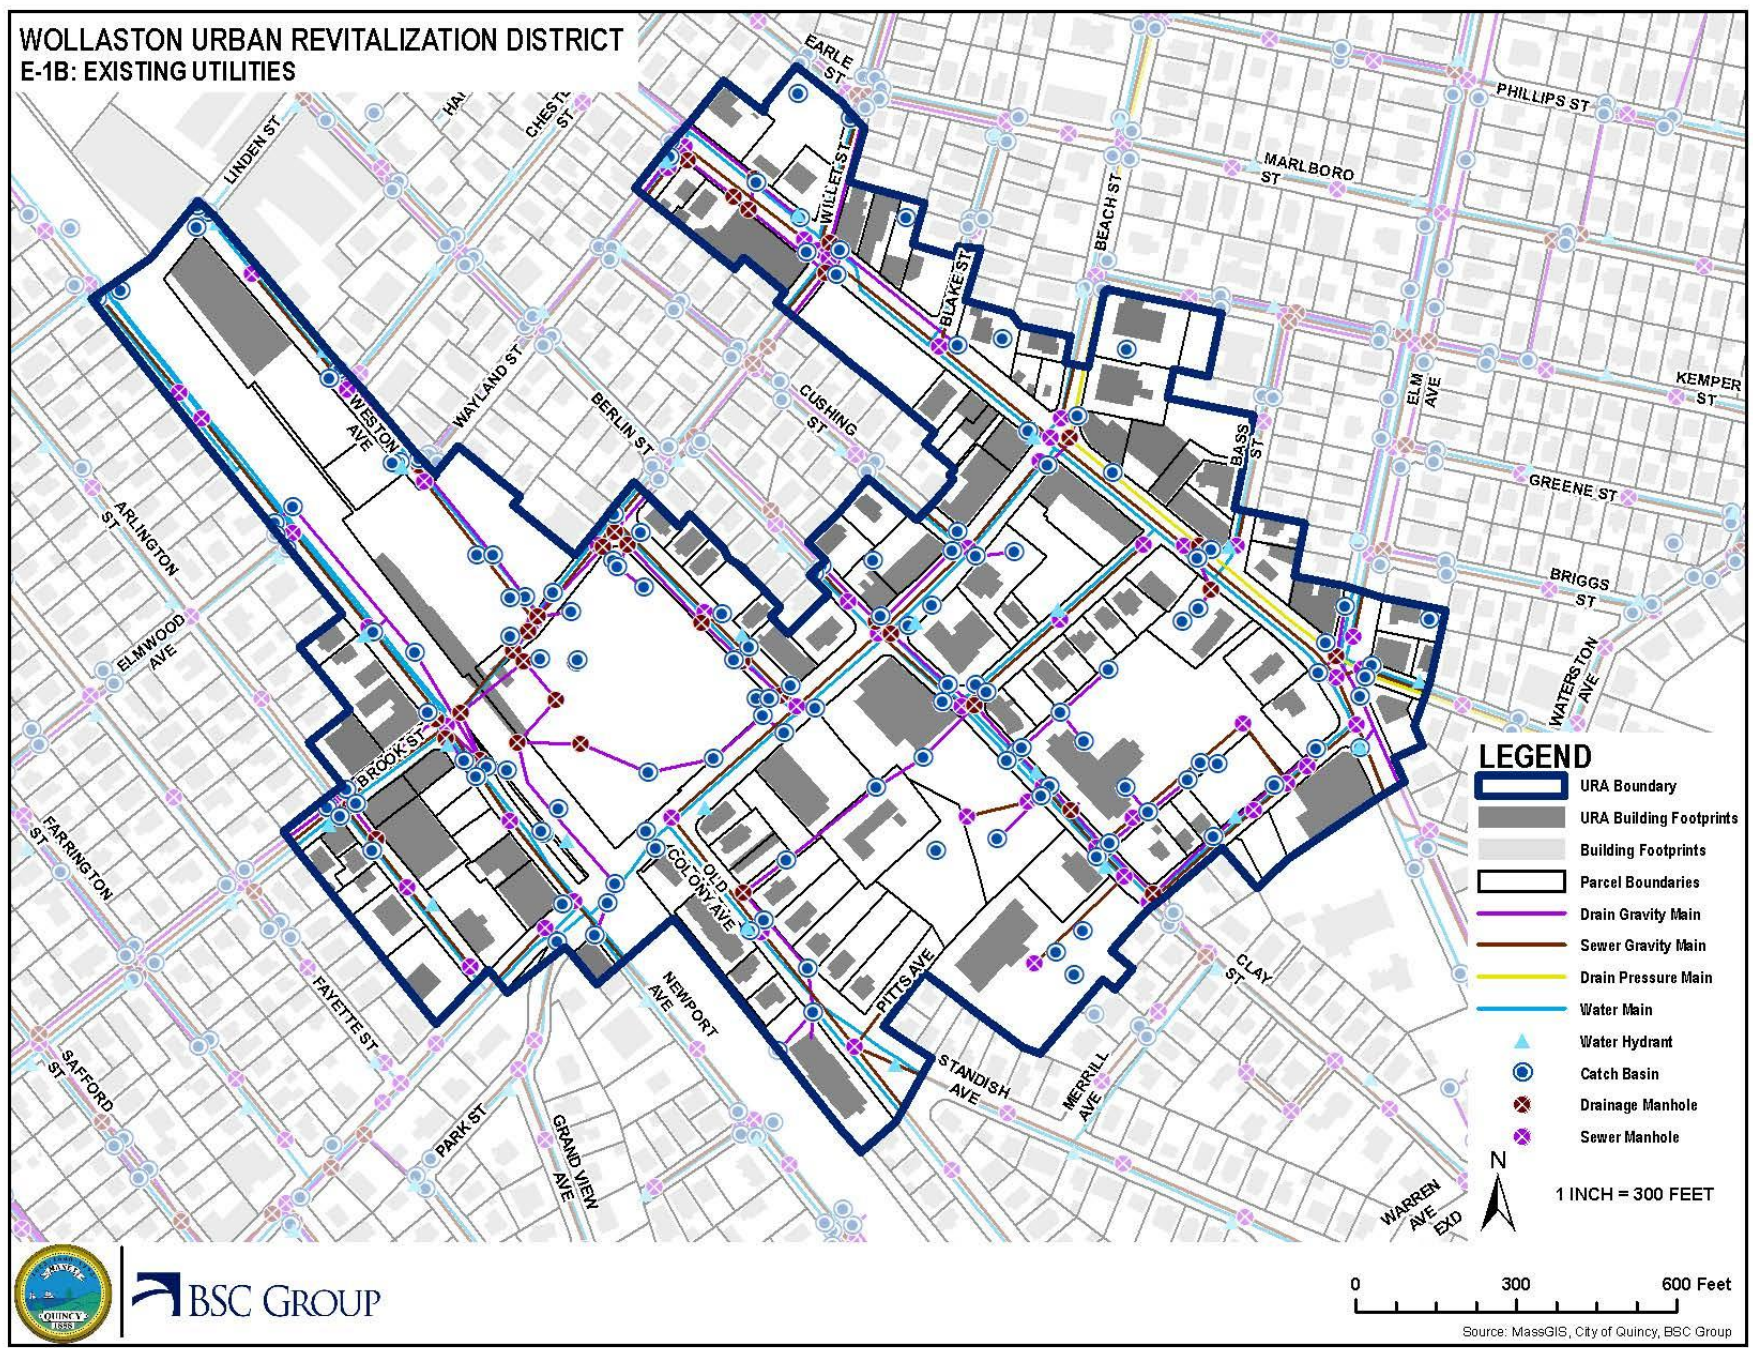 WOLLASTON URBAN REVITALIZATION DISTRICT
E-1B: EXISTING UTILITIES
EARLE
ST
CHEST
ST
LINDEN ST
PHILLIPS ST
MARLBORO
ST
WILLET ST
BEACH ST
BLAKE ST
WAYLAND ST
WESTON
AVE
BERLIN ST
CUSHING
ST
BASS
ST
ELM
AVE
KEMPER
ST
GREENE ST
BRIGGS
ST
ARLINGTON
ST
ELMWOOD
AVE
WATERSTON
AVE
BROOK ST
FARRINGTON
ST
OLD
COLONY AVE
PITTS AVE
CLAY
ST
FAYETTE ST
NEWPORT
AVE
STANDISH
AVE
MERRILL
AVE
SAFFORD
ST
PARK ST
GRAND VIEW
AVE
WARREN
AVE
EXD
LEGEND
URA Boundary
URA Building Footprints
Building Footprints
Parcel Boundaries
Drain Gravity Main
Sewer Gravity Main
Drain Pressure Main
Water Main
Water Hydrant
Catch Basin
Drainage Manhole
Sewer Manhole
N
1 INCH = 300 FEET
QUINCY
BSC GROUP
0 300 600 Feet
Source: MassGIS, City of Quincy, BSC Group